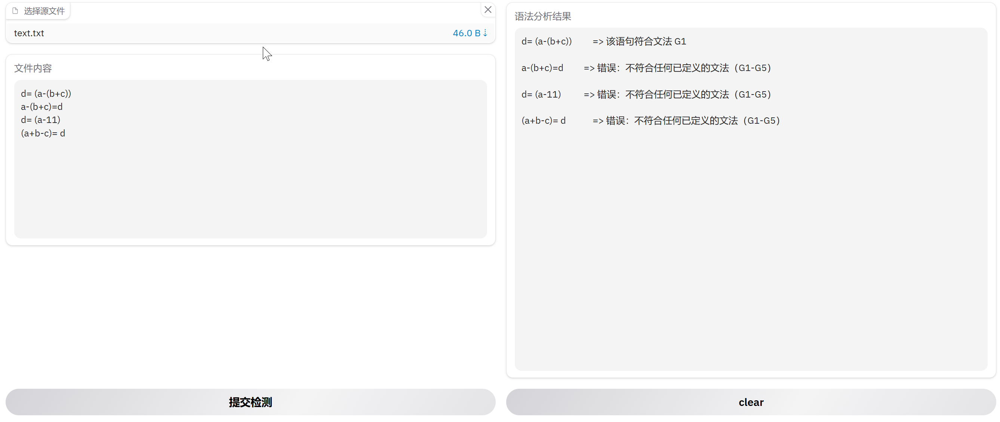 选择源文件
text.txt
46.0 B ⇣
文件内容
d= (a-(b+c))
a-(b+c)=d
d= (a-11)
(a+b-c)= d
提交检测
语法分析结果
d= (a-(b+c)) => 该语句符合文法 G1
a-(b+c)=d => 错误：不符合任何已定义的文法（G1-G5）
d= (a-11) => 错误：不符合任何已定义的文法（G1-G5）
(a+b-c)= d => 错误：不符合任何已定义的文法（G1-G5）
clear